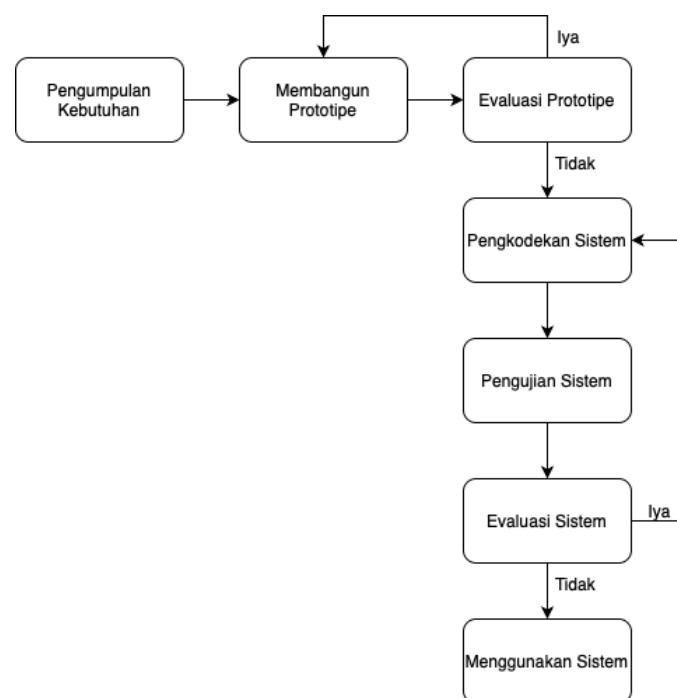 Iya
Pengumpulan
Kebutuhan
Membangun
Prototipe
Evaluasi Prototipe
Tidak
Pengkodekan Sistem
Pengujian Sistem
Evaluasi Sistem
Iya
Tidak
Menggunakan Sistem